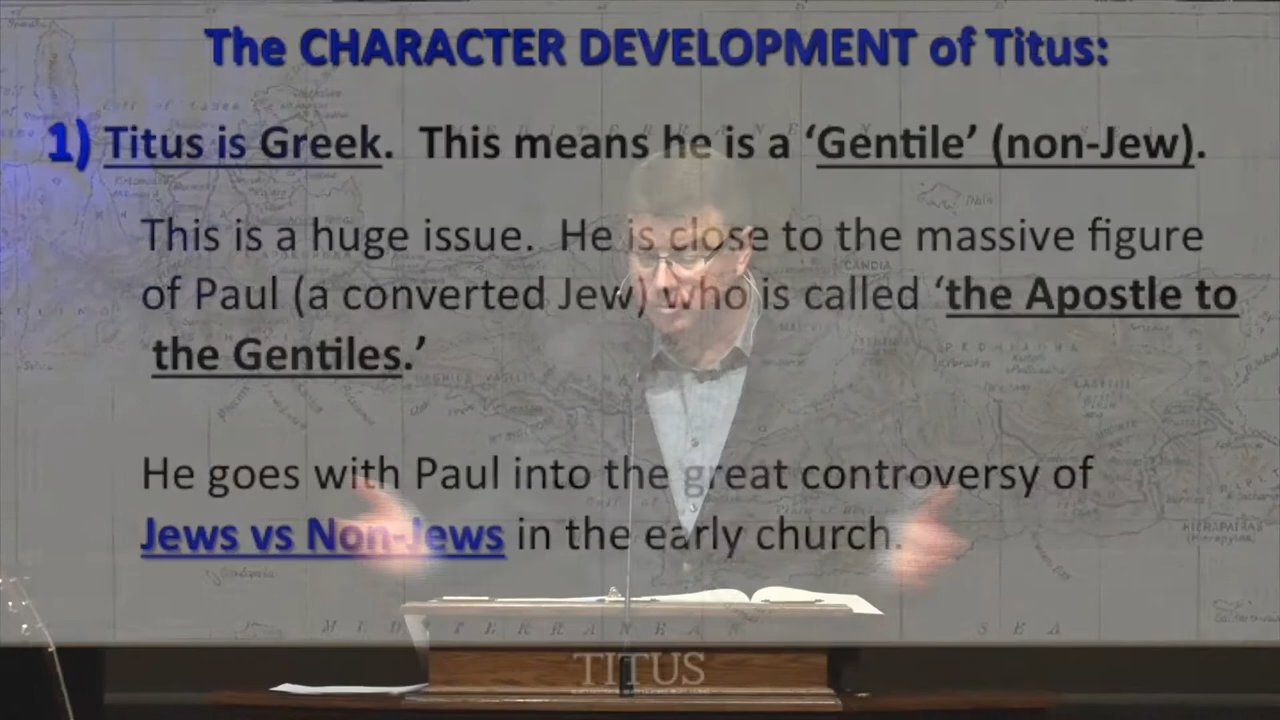 The CHARACTER DEVELOPMENT of Titus:
1) Titus is Greek. This means he is a ‘Gentile’ (non-Jew).
This is a huge issue. He is close to the massive figure
of Paul (a converted Jew) who is called ‘the Apostle to
the Gentiles.’
He goes with Paul into the great controversy of
Jews vs Non-Jews in the early church.
CANDIA
HIERAPATRAS
(Hierapytna)
M E D I T E R R A N E A N S E A
TITUS